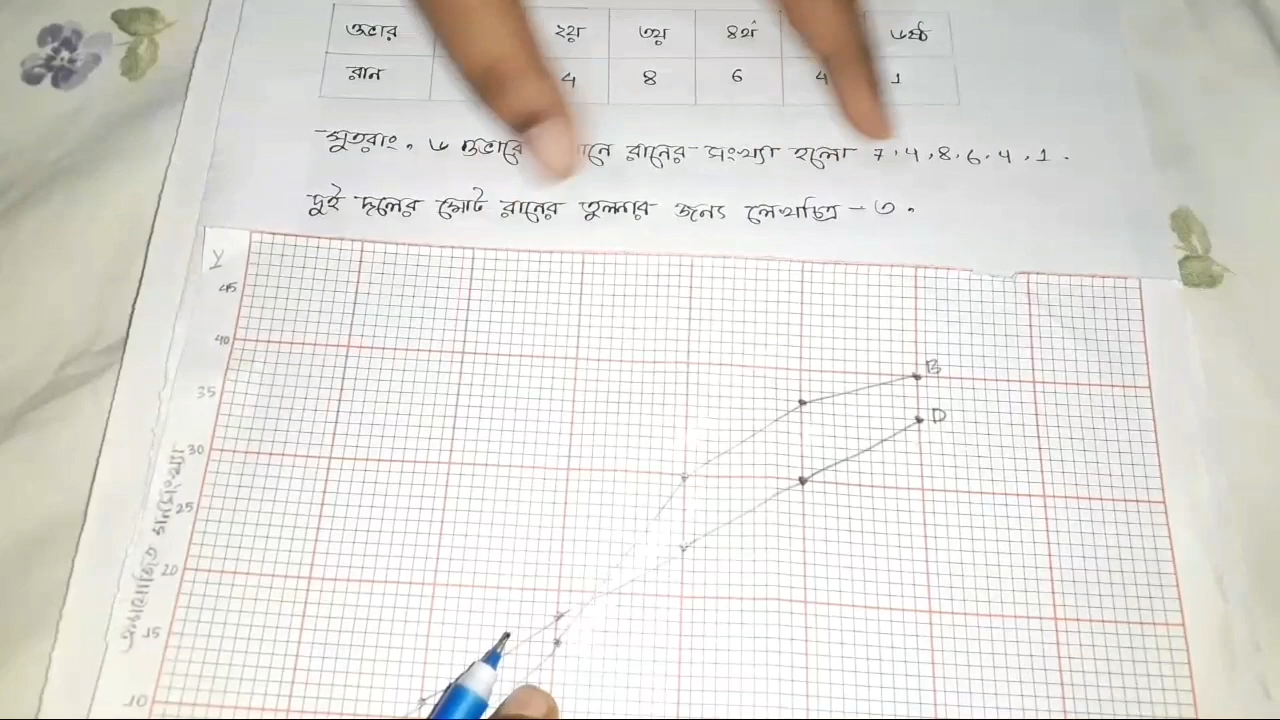 ওভার ২য় ৩য় ৪র্থ ৬ষ্ঠ
রান 4 8 6 4 1
সুতরাং, ৬ ওভারে রানের সংখ্যা হলো 7, 4, 8, 6, 4, 1.
দুই দলের মোট রানের তুলনার জন্য লেখচিত্র - ৩.
Y
45
40
B
35
D
30
25
20
15
10